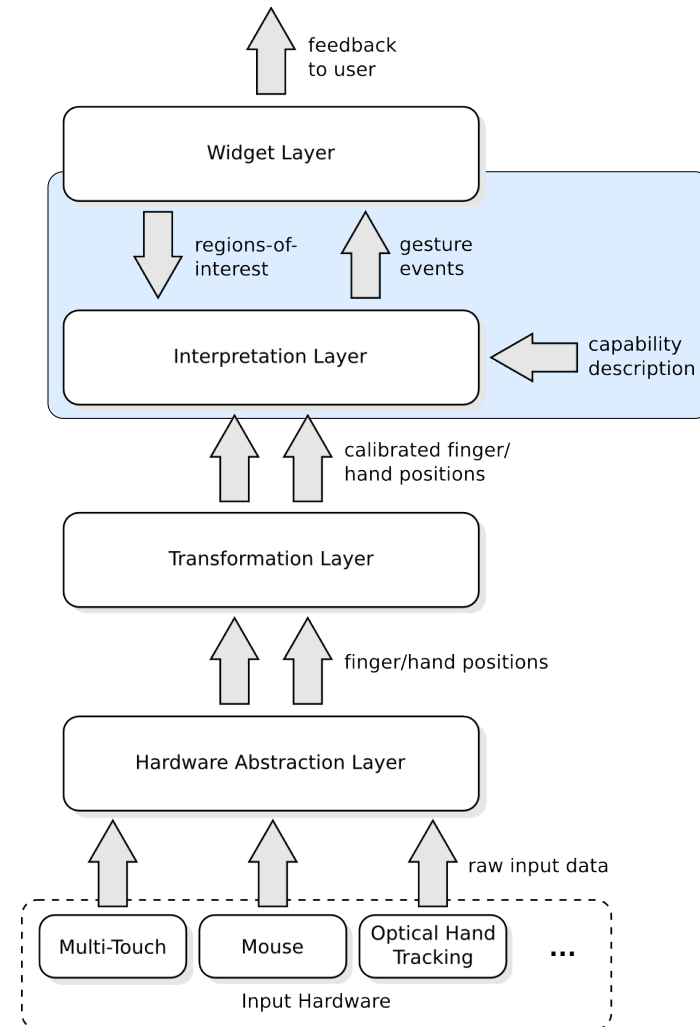 feedback
to user
Widget Layer
regions-of-
interest
gesture
events
Interpretation Layer
capability
description
calibrated finger/
hand positions
Transformation Layer
finger/hand positions
Hardware Abstraction Layer
raw input data
Multi-Touch
Mouse
Optical Hand
Tracking
...
Input Hardware